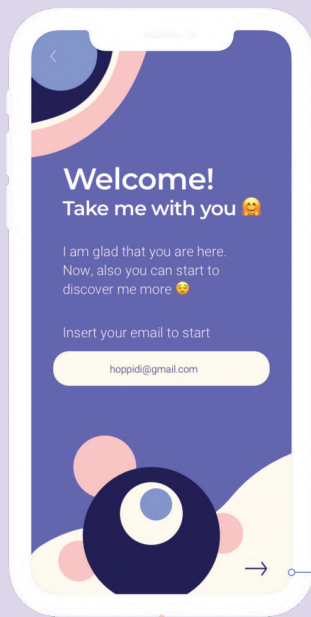 Welcome!
Take me with you 🤗
I am glad that you are here.
Now, also you can start to
discover me more 😌
Insert your email to start
hoppidi@gmail.com